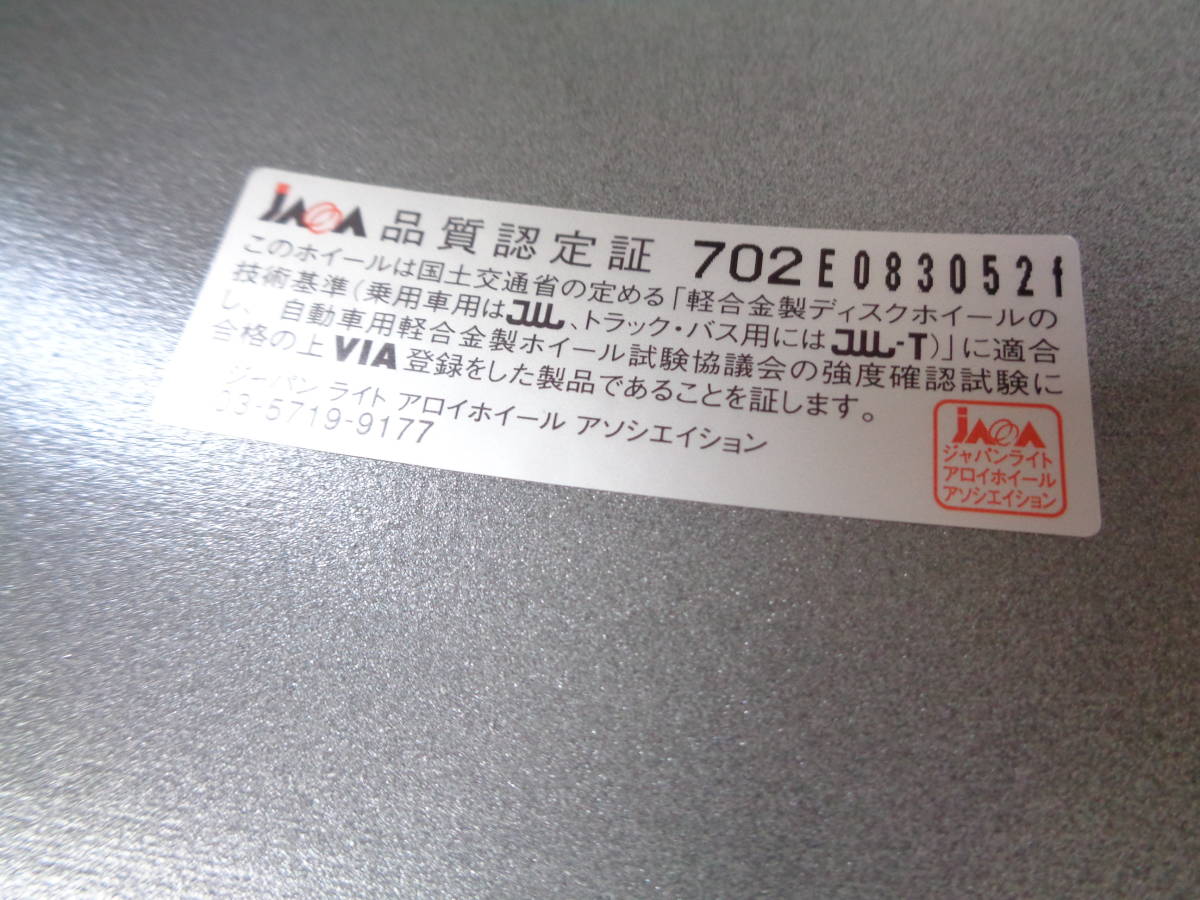 JAWA 品質認定証 702E0830052f
このホイールは国土交通省の定める「軽合金製ディスクホイールの
技術基準(乗用車用はJWL、トラック・バス用にはJWL-T)」に適合
し、自動車用軽合金製ホイール試験協議会の強度確認試験に
合格の上VIA登録をした製品であることを証します。
ジャパン ライト アロイホイール アソシエイション
03-5719-9177
JAWA
ジャパンライト
アロイホイール
アソシエイション